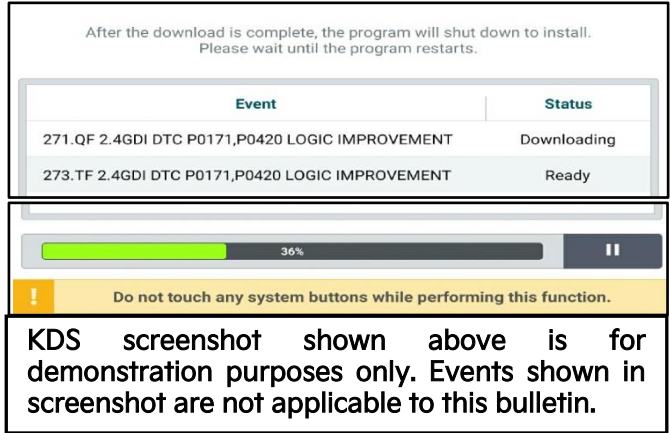 After the download is complete, the program will shut down to install.
Please wait until the program restarts.
Event Status
271.QF 2.4GDI DTC P0171,P0420 LOGIC IMPROVEMENT Downloading
273.TF 2.4GDI DTC P0171,P0420 LOGIC IMPROVEMENT Ready
36%
! Do not touch any system buttons while performing this function.
KDS screenshot shown above is for
demonstration purposes only. Events shown in
screenshot are not applicable to this bulletin.